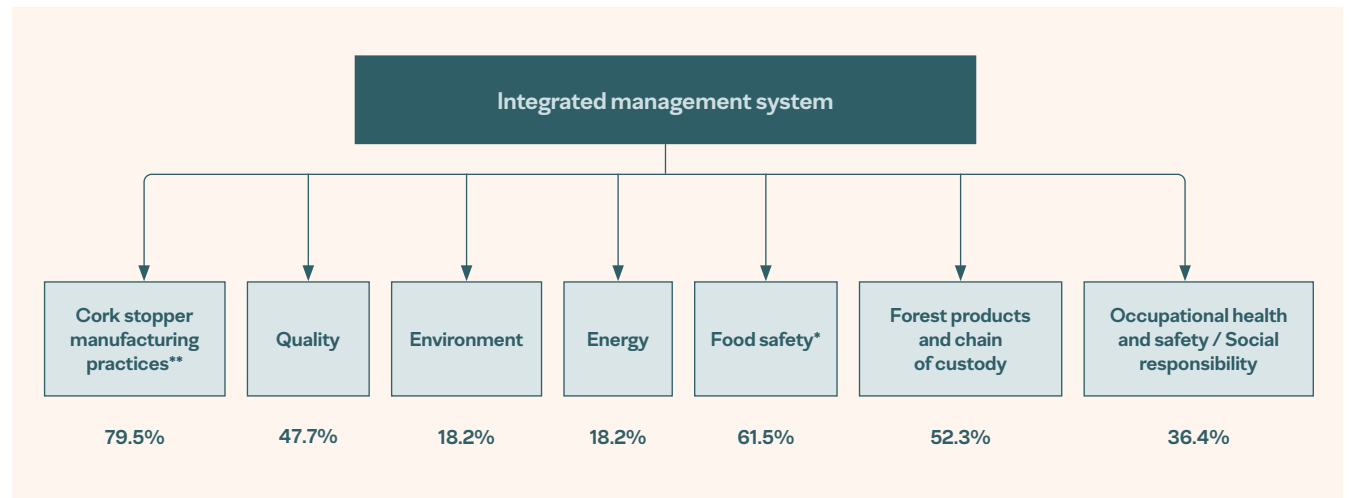 Integrated management system
Cork stopper
manufacturing
practices**
Quality
Environment
Energy
Food safety*
Forest products
and chain
of custody
Occupational health
and safety / Social
responsibility
79.5%
47.7%
18.2%
18.2%
61.5%
52.3%
36.4%